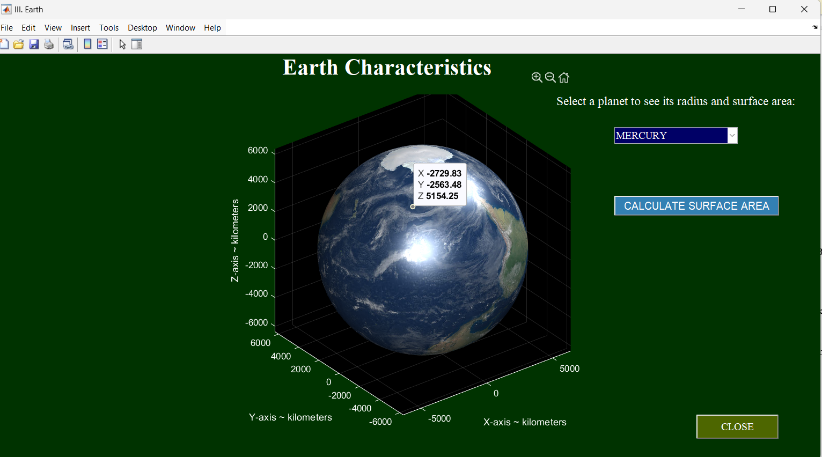 III. Earth
File Edit View Insert Tools Desktop Window Help
Earth Characteristics
Select a planet to see its radius and surface area:
MERCURY
CALCULATE SURFACE AREA
X -2729.83
Y -2563.48
Z 5154.25
Z-axis ~ kilometers
6000
4000
2000
0
-2000
-4000
-6000
6000
4000
2000
0
-2000
-4000
-6000
Y-axis ~ kilometers
-5000
0
5000
X-axis ~ kilometers
CLOSE